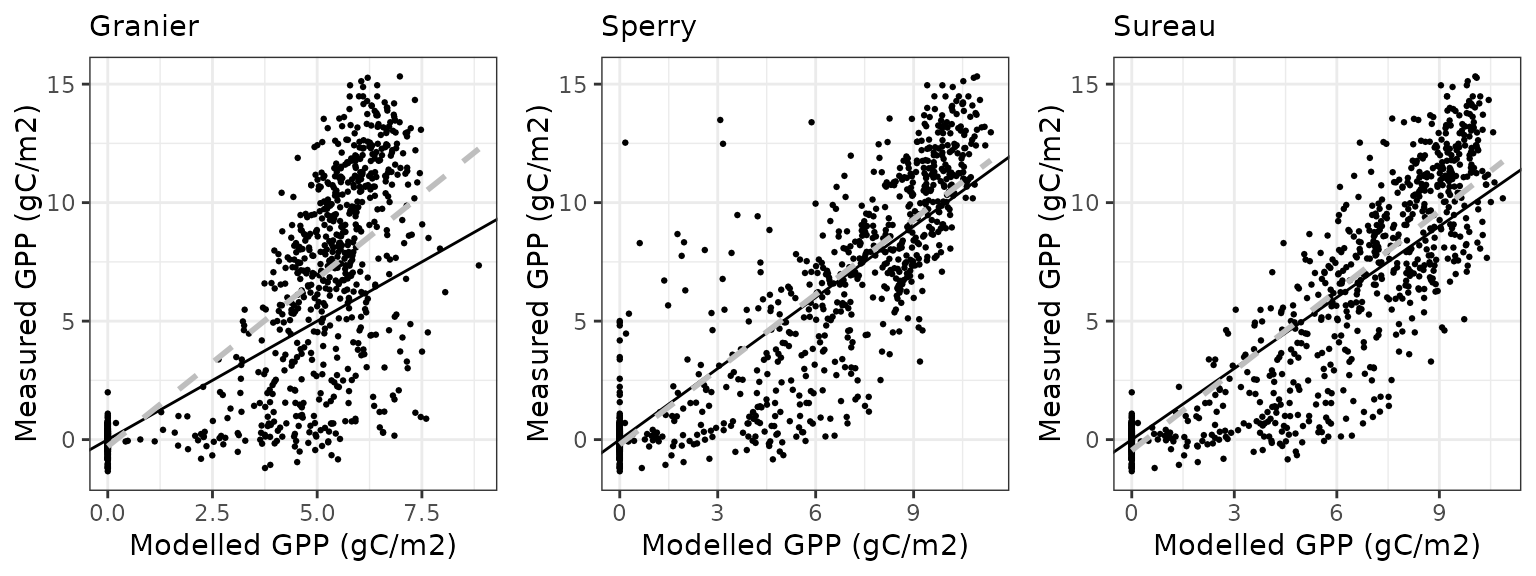 Granier
Measured GPP (gC/m2)
15
10
5
0
0.0 2.5 5.0 7.5
Modelled GPP (gC/m2)
Sperry
Measured GPP (gC/m2)
15
10
5
0
0 3 6 9
Modelled GPP (gC/m2)
Sureau
Measured GPP (gC/m2)
15
10
5
0
0 3 6 9
Modelled GPP (gC/m2)